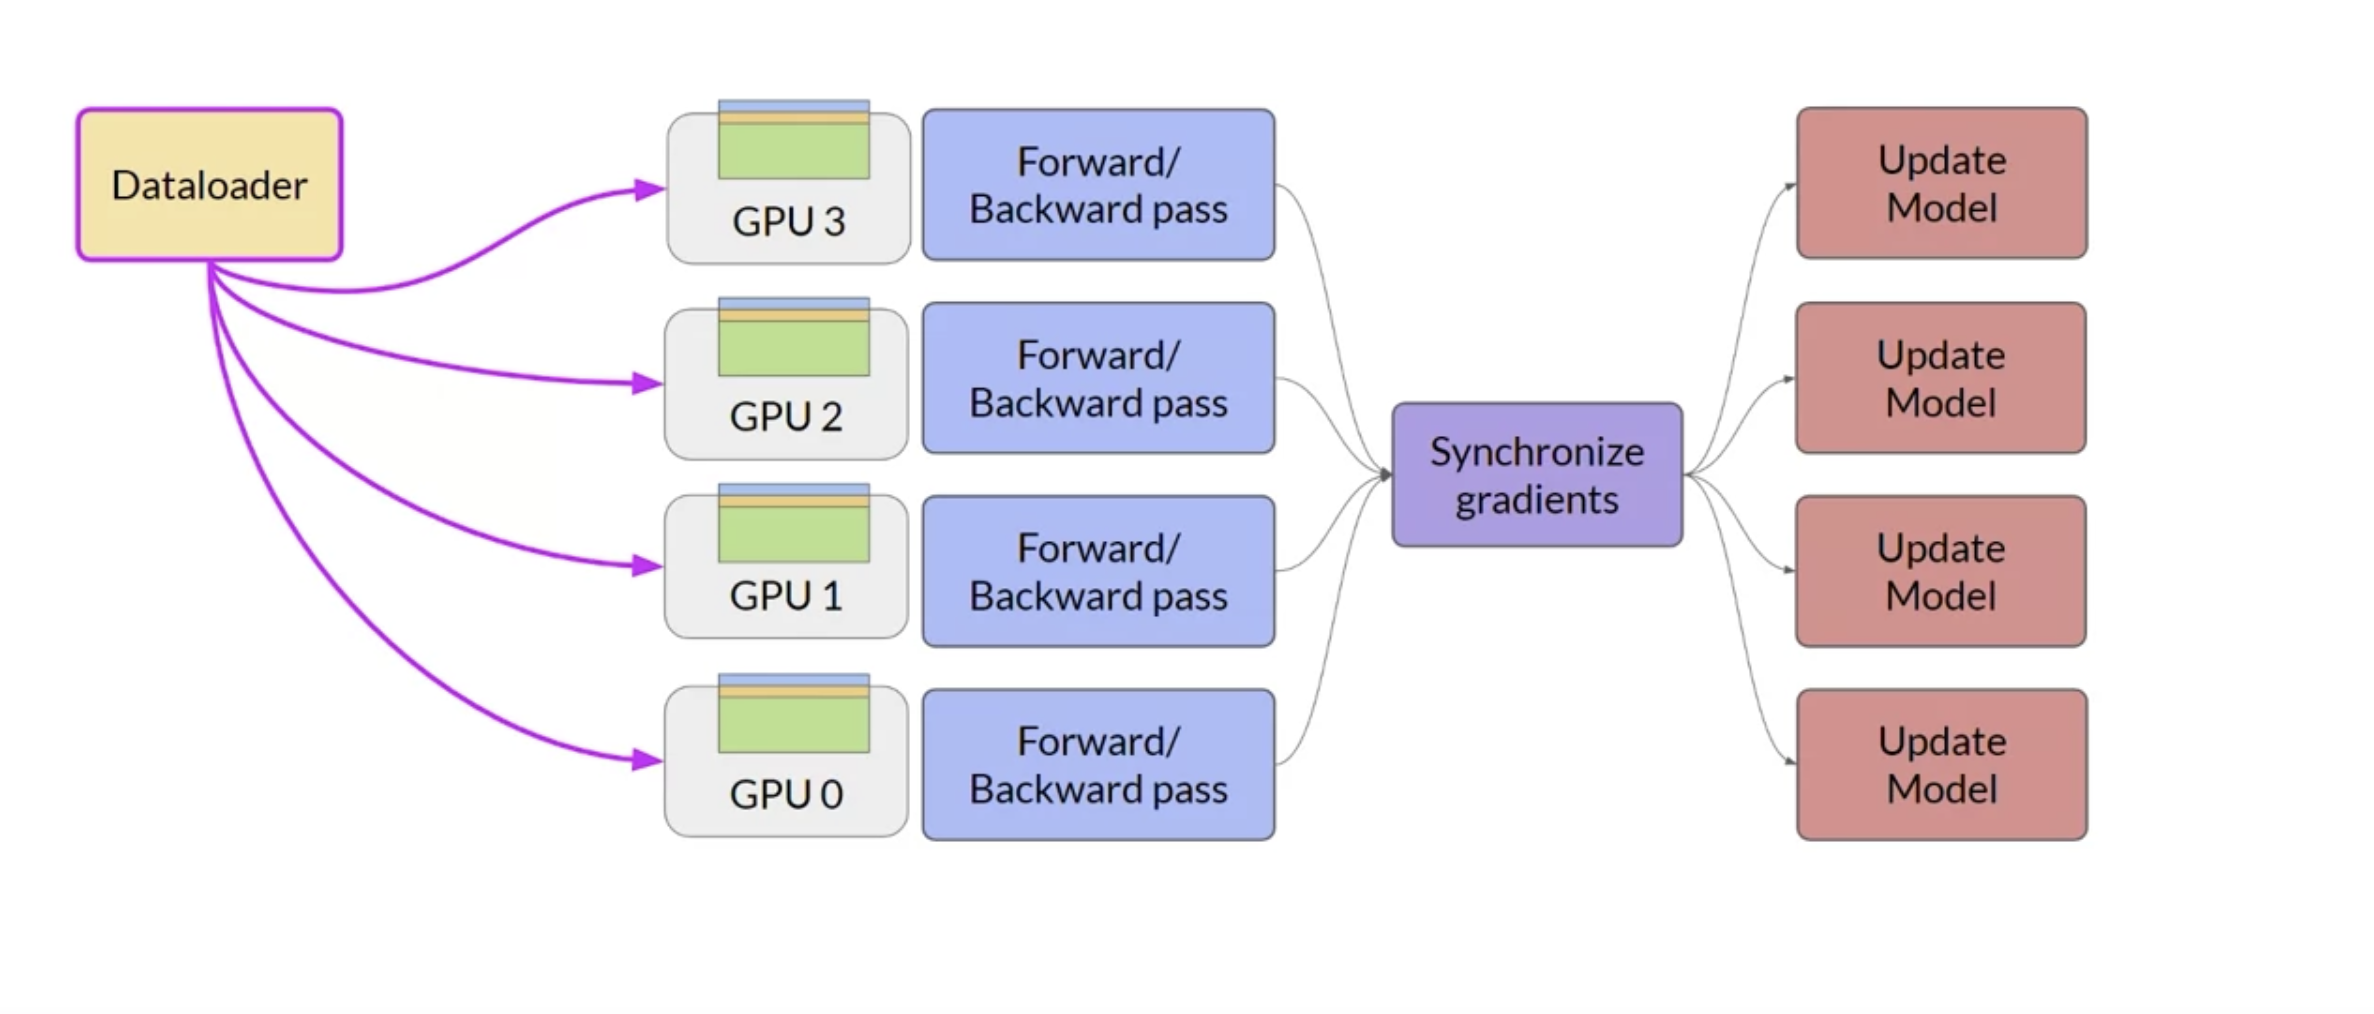 Dataloader
GPU 3
Forward/
Backward pass
GPU 2
Forward/
Backward pass
GPU 1
Forward/
Backward pass
GPU 0
Forward/
Backward pass
Synchronize
gradients
Update
Model
Update
Model
Update
Model
Update
Model